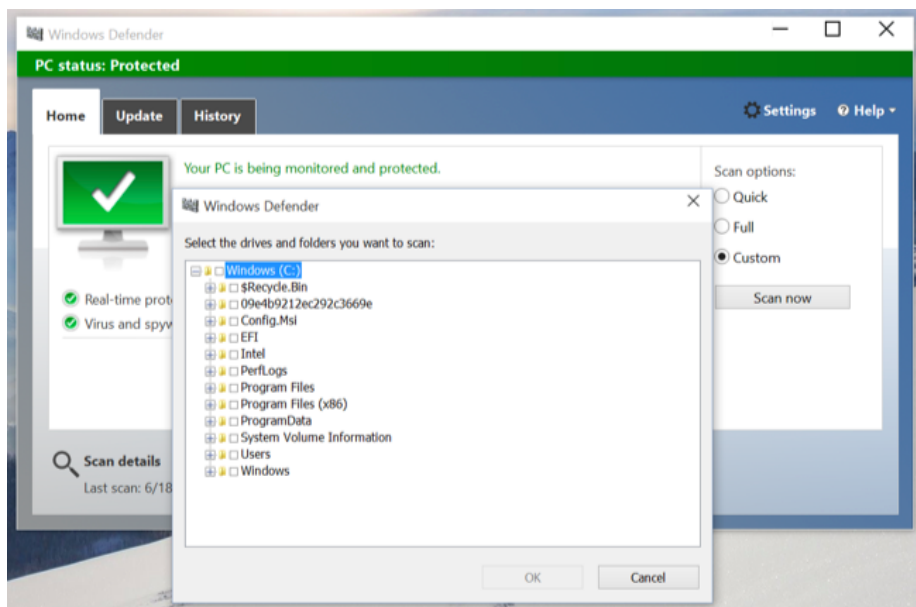 Windows Defender
PC status: Protected
Home Update History Settings Help
Your PC is being monitored and protected.
Scan options:
Quick
Full
Custom
Scan now
Real-time
Virus and
Scan details
Last scan: 6/18
Windows Defender
Select the drives and folders you want to scan:
Windows (C:)
$Recycle.Bin
09e4b9212ec292c3669e
Config.Msi
EFI
Intel
PerfLogs
Program Files
Program Files (x86)
ProgramData
System Volume Information
Users
Windows
OK Cancel